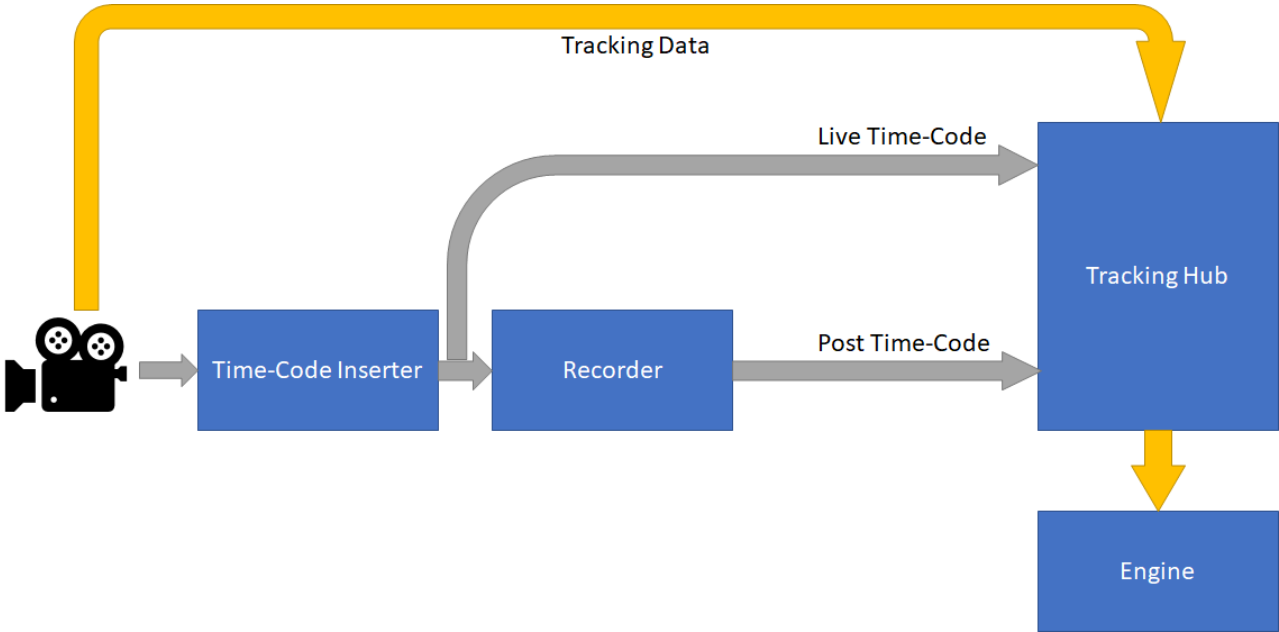 Tracking Data
Live Time-Code
Tracking Hub
Time-Code Inserter
Recorder
Post Time-Code
Engine